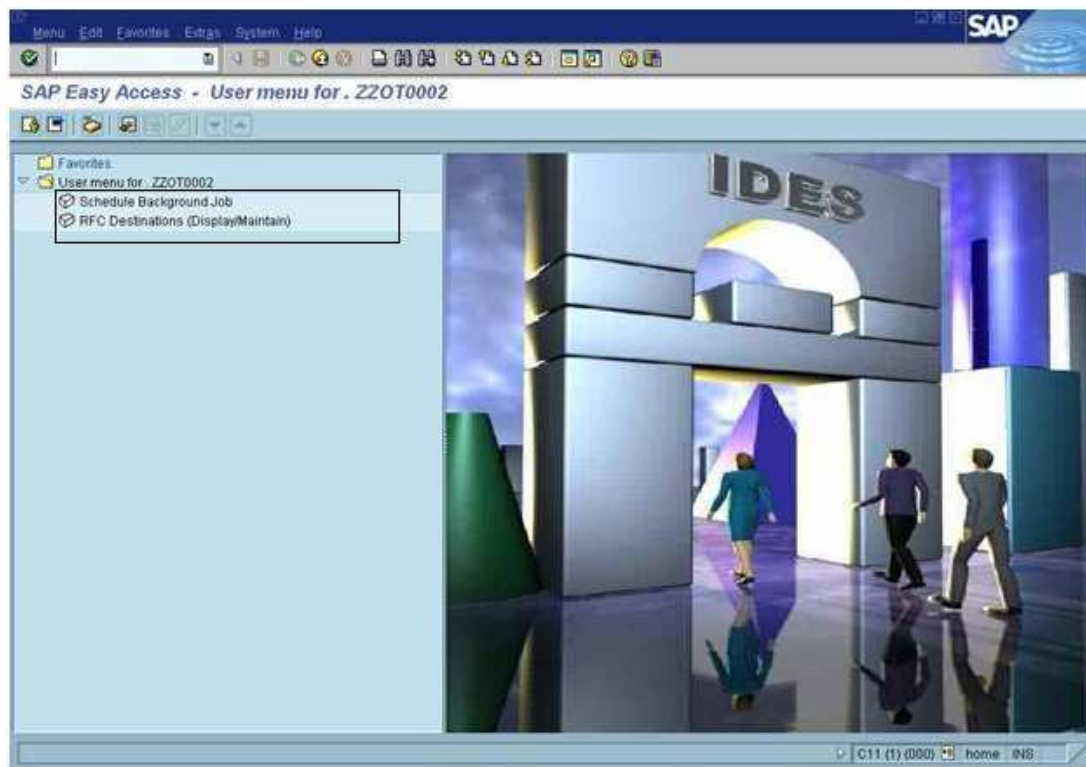 Menu Edit Favorites Extras System Help
SAP
SAP Easy Access - User menu for . ZZOT0002
Favorites
User menu for . ZZOT0002
Schedule Background Job
RFC Destinations (Display/Maintain)
IDES
C11 (1) (000) home INS